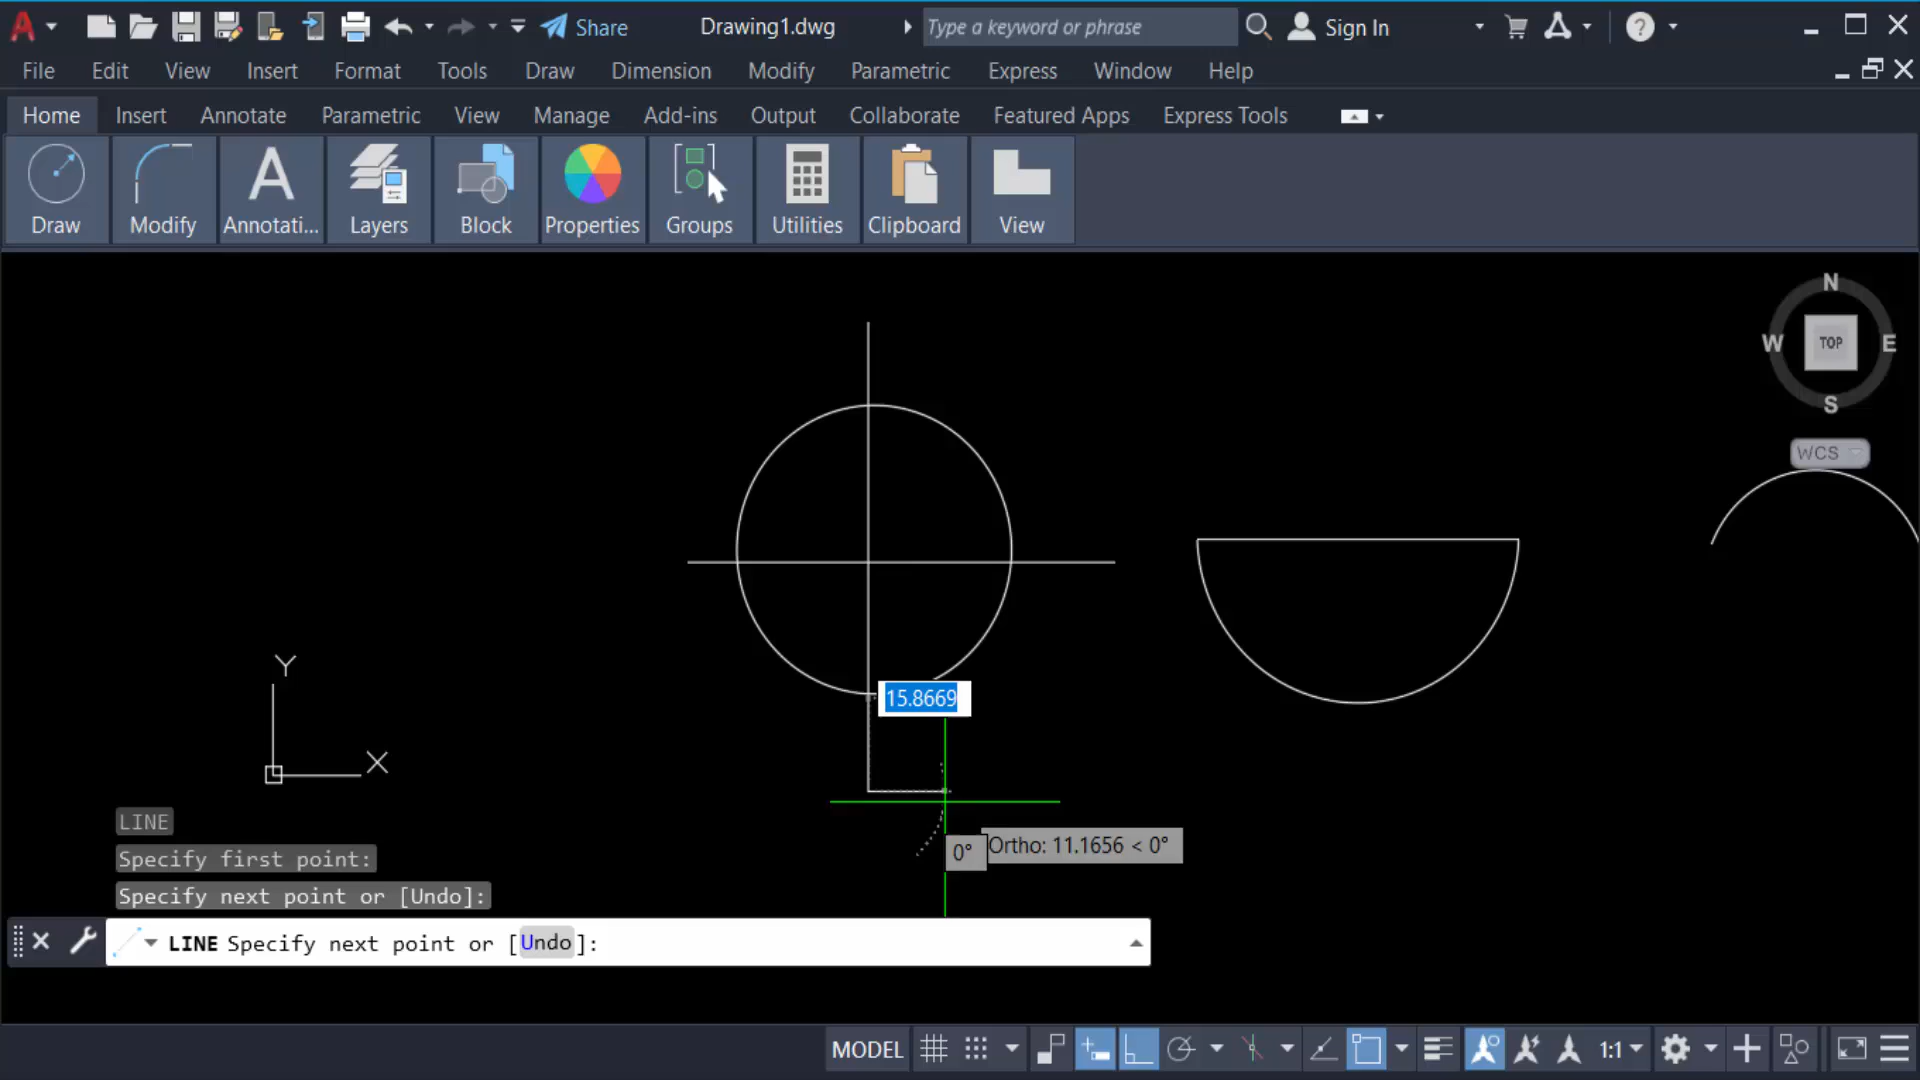 Share
Drawing1.dwg
Type a keyword or phrase
Sign In
File Edit View Insert Format Tools Draw Dimension Modify Parametric Express Window Help
Home Insert Annotate Parametric View Manage Add-ins Output Collaborate Featured Apps Express Tools
Draw Modify Annotati... Layers Block Properties Groups Utilities Clipboard View
N
W TOP E
S
WCS
Y
X
15.8669
0° Ortho: 11.1656 < 0°
LINE
Specify first point:
Specify next point or [Undo]:
LINE Specify next point or [Undo]:
MODEL 1:1